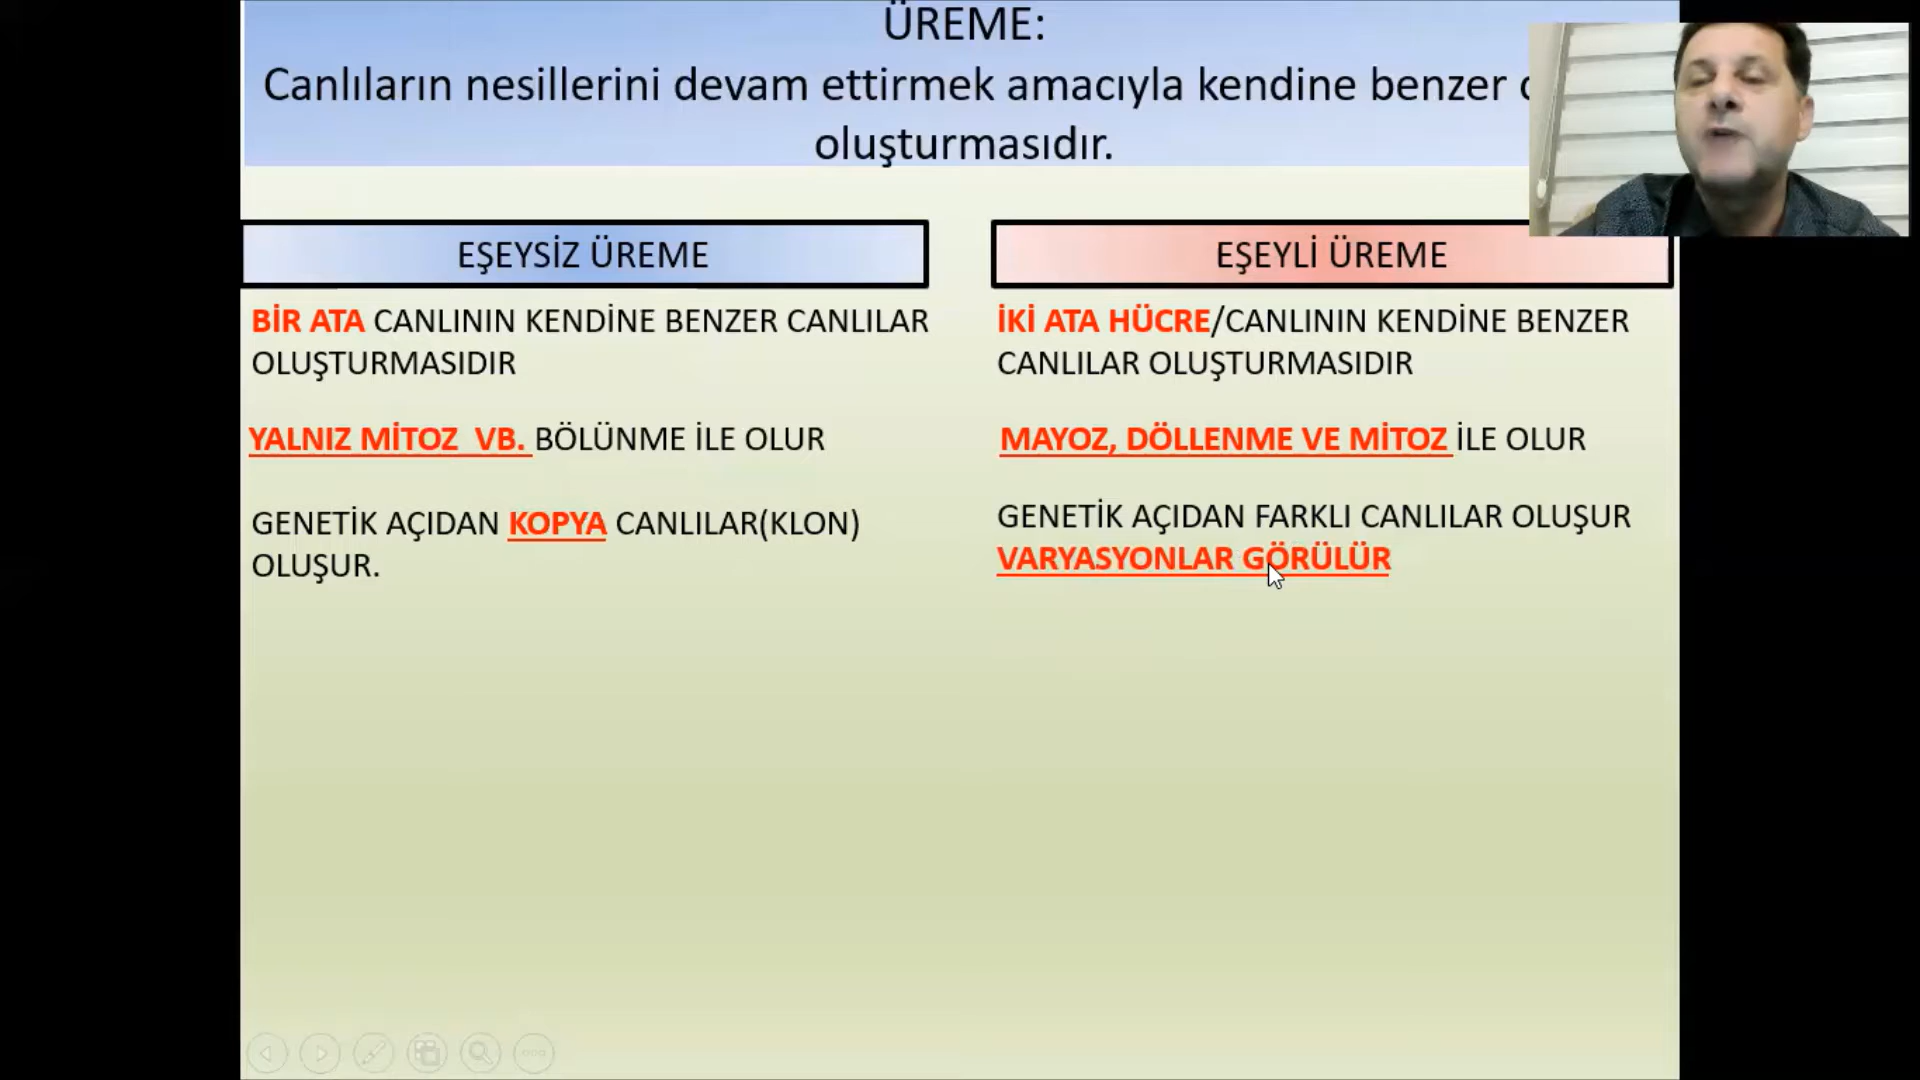 ÜREME:
Canlıların nesillerini devam ettirmek amacıyla kendine benzer
oluşturmasıdır.
EŞEYSİZ ÜREME
BİR ATA CANLININ KENDİNE BENZER CANLILAR
OLUŞTURMASIDIR
YALNIZ MİTOZ VB. BÖLÜNME İLE OLUR
GENETİK AÇIDAN KOPYA CANLILAR(KLON)
OLUŞUR.
EŞEYLİ ÜREME
İKİ ATA HÜCRE/CANLININ KENDİNE BENZER
CANLILAR OLUŞTURMASIDIR
MAYOZ, DÖLLENME VE MİTOZ İLE OLUR
GENETİK AÇIDAN FARKLI CANLILAR OLUŞUR
VARYASYONLAR GÖRÜLÜR